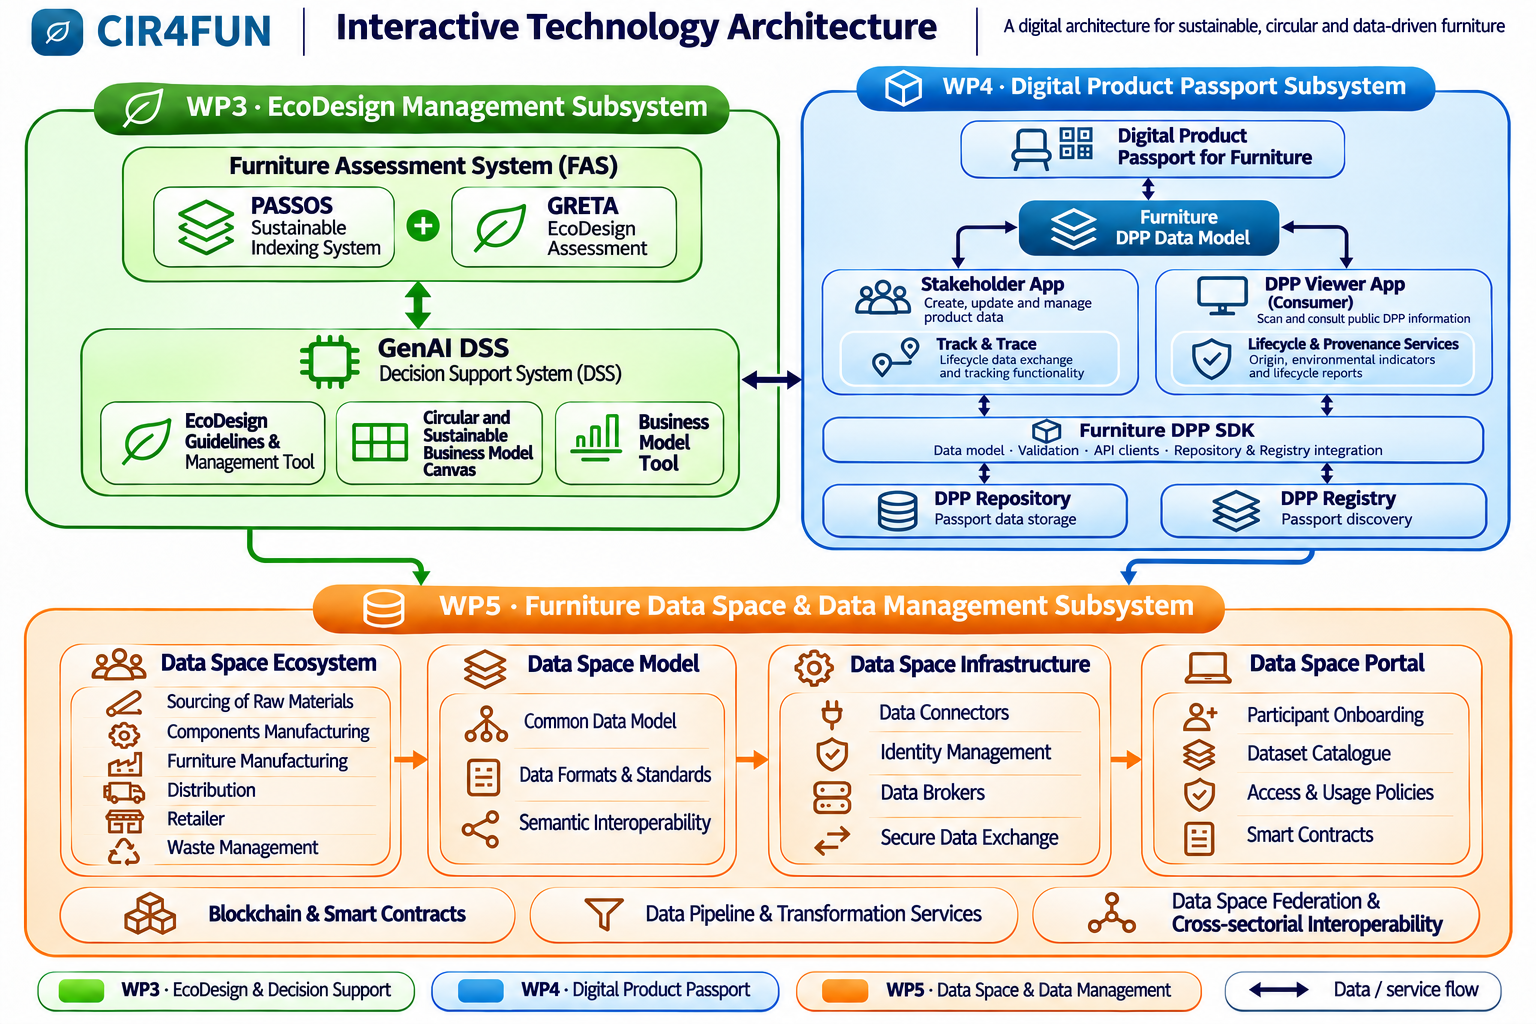 CIR4FUN
Interactive Technology Architecture
A digital architecture for sustainable, circular and data-driven furniture
WP3 · EcoDesign Management Subsystem
Furniture Assessment System (FAS)
PASSOS
Sustainable
Indexing System
+
GRETA
EcoDesign
Assessment
GenAI DSS
Decision Support System (DSS)
EcoDesign
Guidelines &
Management Tool
Circular and
Sustainable
Business Model
Canvas
Business
Model
Tool
WP4 · Digital Product Passport Subsystem
Digital Product
Passport for Furniture
Furniture
DPP Data Model
Stakeholder App
Create, update and manage
product data
Track & Trace
Lifecycle data exchange
and tracking functionality
DPP Viewer App
(Consumer)
Scan and consult public DPP information
Lifecycle & Provenance Services
Origin, environmental indicators
and lifecycle reports
Furniture DPP SDK
Data model · Validation · API clients · Repository & Registry integration
DPP Repository
Passport data storage
DPP Registry
Passport discovery
WP5 · Furniture Data Space & Data Management Subsystem
Data Space Ecosystem
Sourcing of Raw Materials
Components Manufacturing
Furniture Manufacturing
Distribution
Retailer
Waste Management
Data Space Model
Common Data Model
Data Formats & Standards
Semantic Interoperability
Data Space Infrastructure
Data Connectors
Identity Management
Data Brokers
Secure Data Exchange
Data Space Portal
Participant Onboarding
Dataset Catalogue
Access & Usage Policies
Smart Contracts
Blockchain & Smart Contracts
Data Pipeline & Transformation Services
Data Space Federation &
Cross-sectorial Interoperability
WP3 · EcoDesign & Decision Support
WP4 · Digital Product Passport
WP5 · Data Space & Data Management
Data / service flow